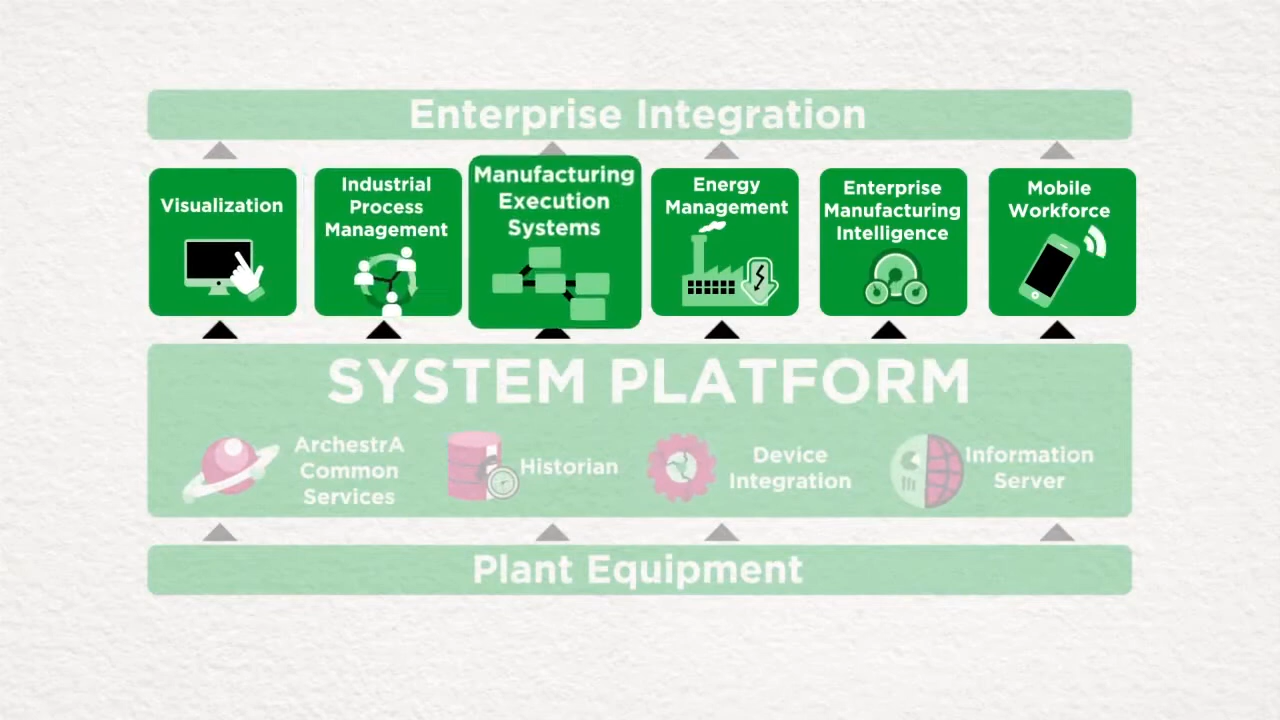 Enterprise Integration
Visualization
Industrial
Process
Management
Manufacturing
Execution
Systems
Energy
Management
Enterprise
Manufacturing
Intelligence
Mobile
Workforce
SYSTEM PLATFORM
ArchestrA
Common
Services
Historian
Device
Integration
Information
Server
Plant Equipment